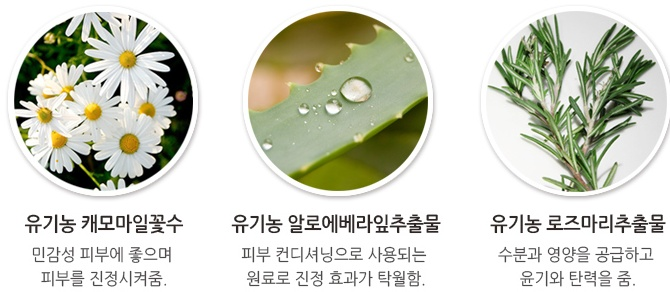 유기농 캐모마일꽃수
민감성 피부에 좋으며
피부를 진정시켜줌.
유기농 알로에베라잎추출물
피부 컨디셔닝으로 사용되는
원료로 진정 효과가 탁월함.
유기농 로즈마리추출물
수분과 영양을 공급하고
윤기와 탄력을 줌.